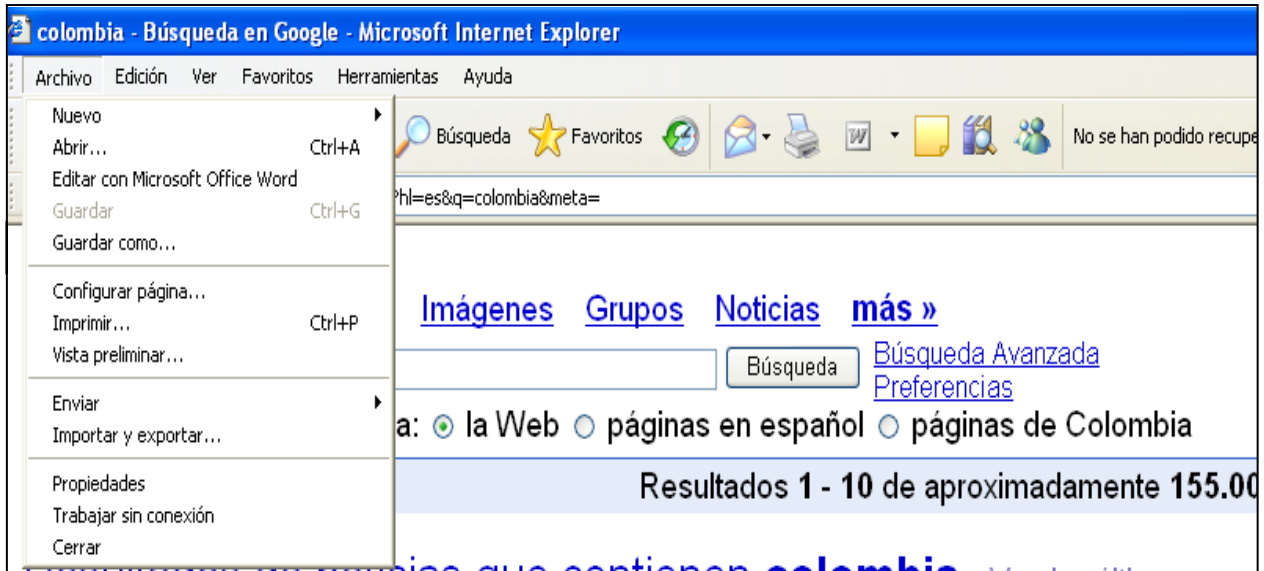 colombia - Búsqueda en Google - Microsoft Internet Explorer
Archivo Edición Ver Favoritos Herramientas Ayuda
Nuevo
Abrir... Ctrl+A
Editar con Microsoft Office Word
Guardar Ctrl+G
Guardar como...
Configurar página...
Imprimir... Ctrl+P
Vista preliminar...
Enviar
Importar y exportar...
Propiedades
Trabajar sin conexión
Cerrar
Búsqueda Favoritos No se han podido recupe
?hl=es&q=colombia&meta=
Imágenes Grupos Noticias más »
Búsqueda Búsqueda Avanzada
Preferencias
a: la Web páginas en español páginas de Colombia
Resultados 1 - 10 de aproximadamente 155.00
que contienen colombia